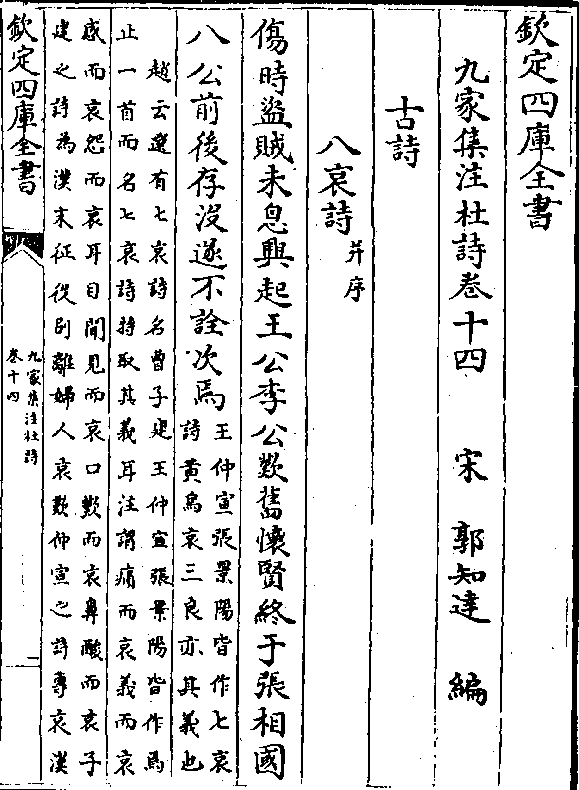 欽定四庫全書
九家集注杜詩卷十四　宋　郭知達　編
古詩
八哀詩并序
傷時盜賊未息興起王公李公歎舊懷賢終于張相國
八公前後存沒遂不詮次焉王仲宣張景陽皆作七哀
詩黃鳥哀三良亦其義也
趙云選有七哀詩名曹子建王仲宣張景陽皆作焉
止一首而名七哀詩特取其義耳注謂痛而哀義而哀
感而哀怨而哀耳目聞見而哀口歎而哀鼻酸而哀子
建之詩為漢末征役別離婦人哀歎仲宣之詩專哀漢
欽定四庫全書
九家集注杜詩
卷十四
一